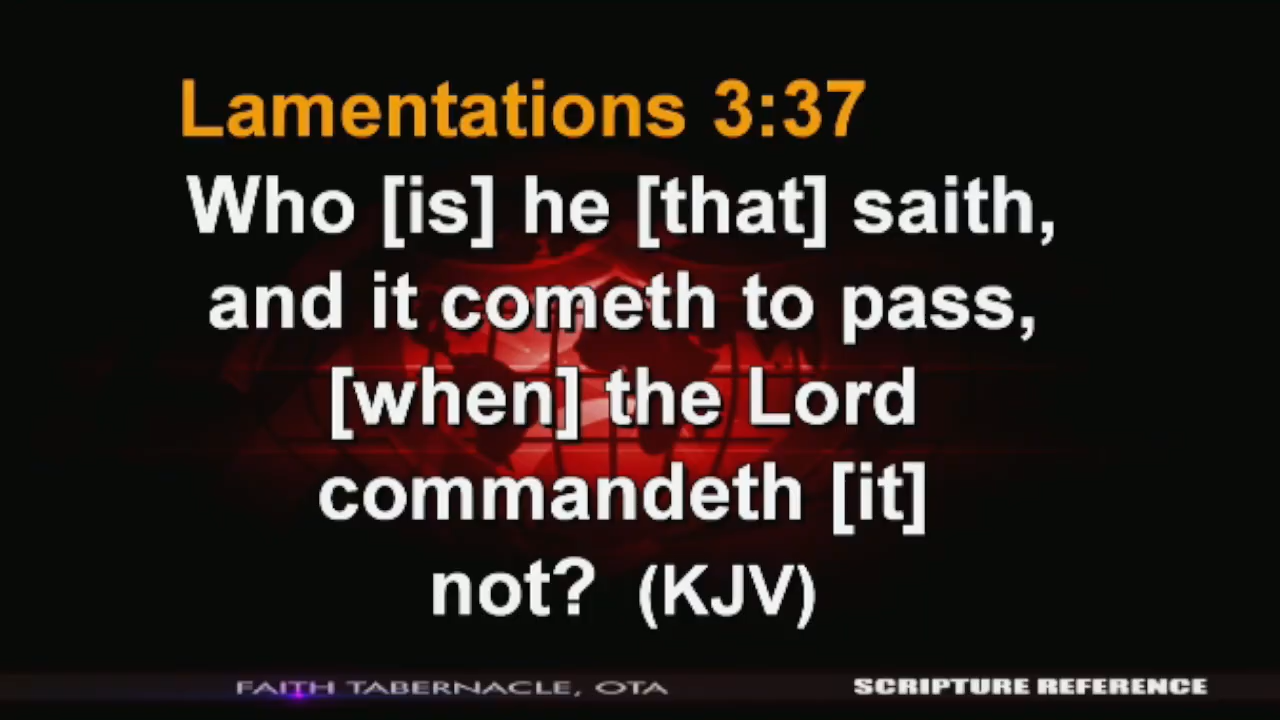 Lamentations 3:37
Who [is] he [that] saith,
and it cometh to pass,
[when] the Lord
commandeth [it]
not? (KJV)
FAITH TABERNACLE, OTA
SCRIPTURE REFERENCE